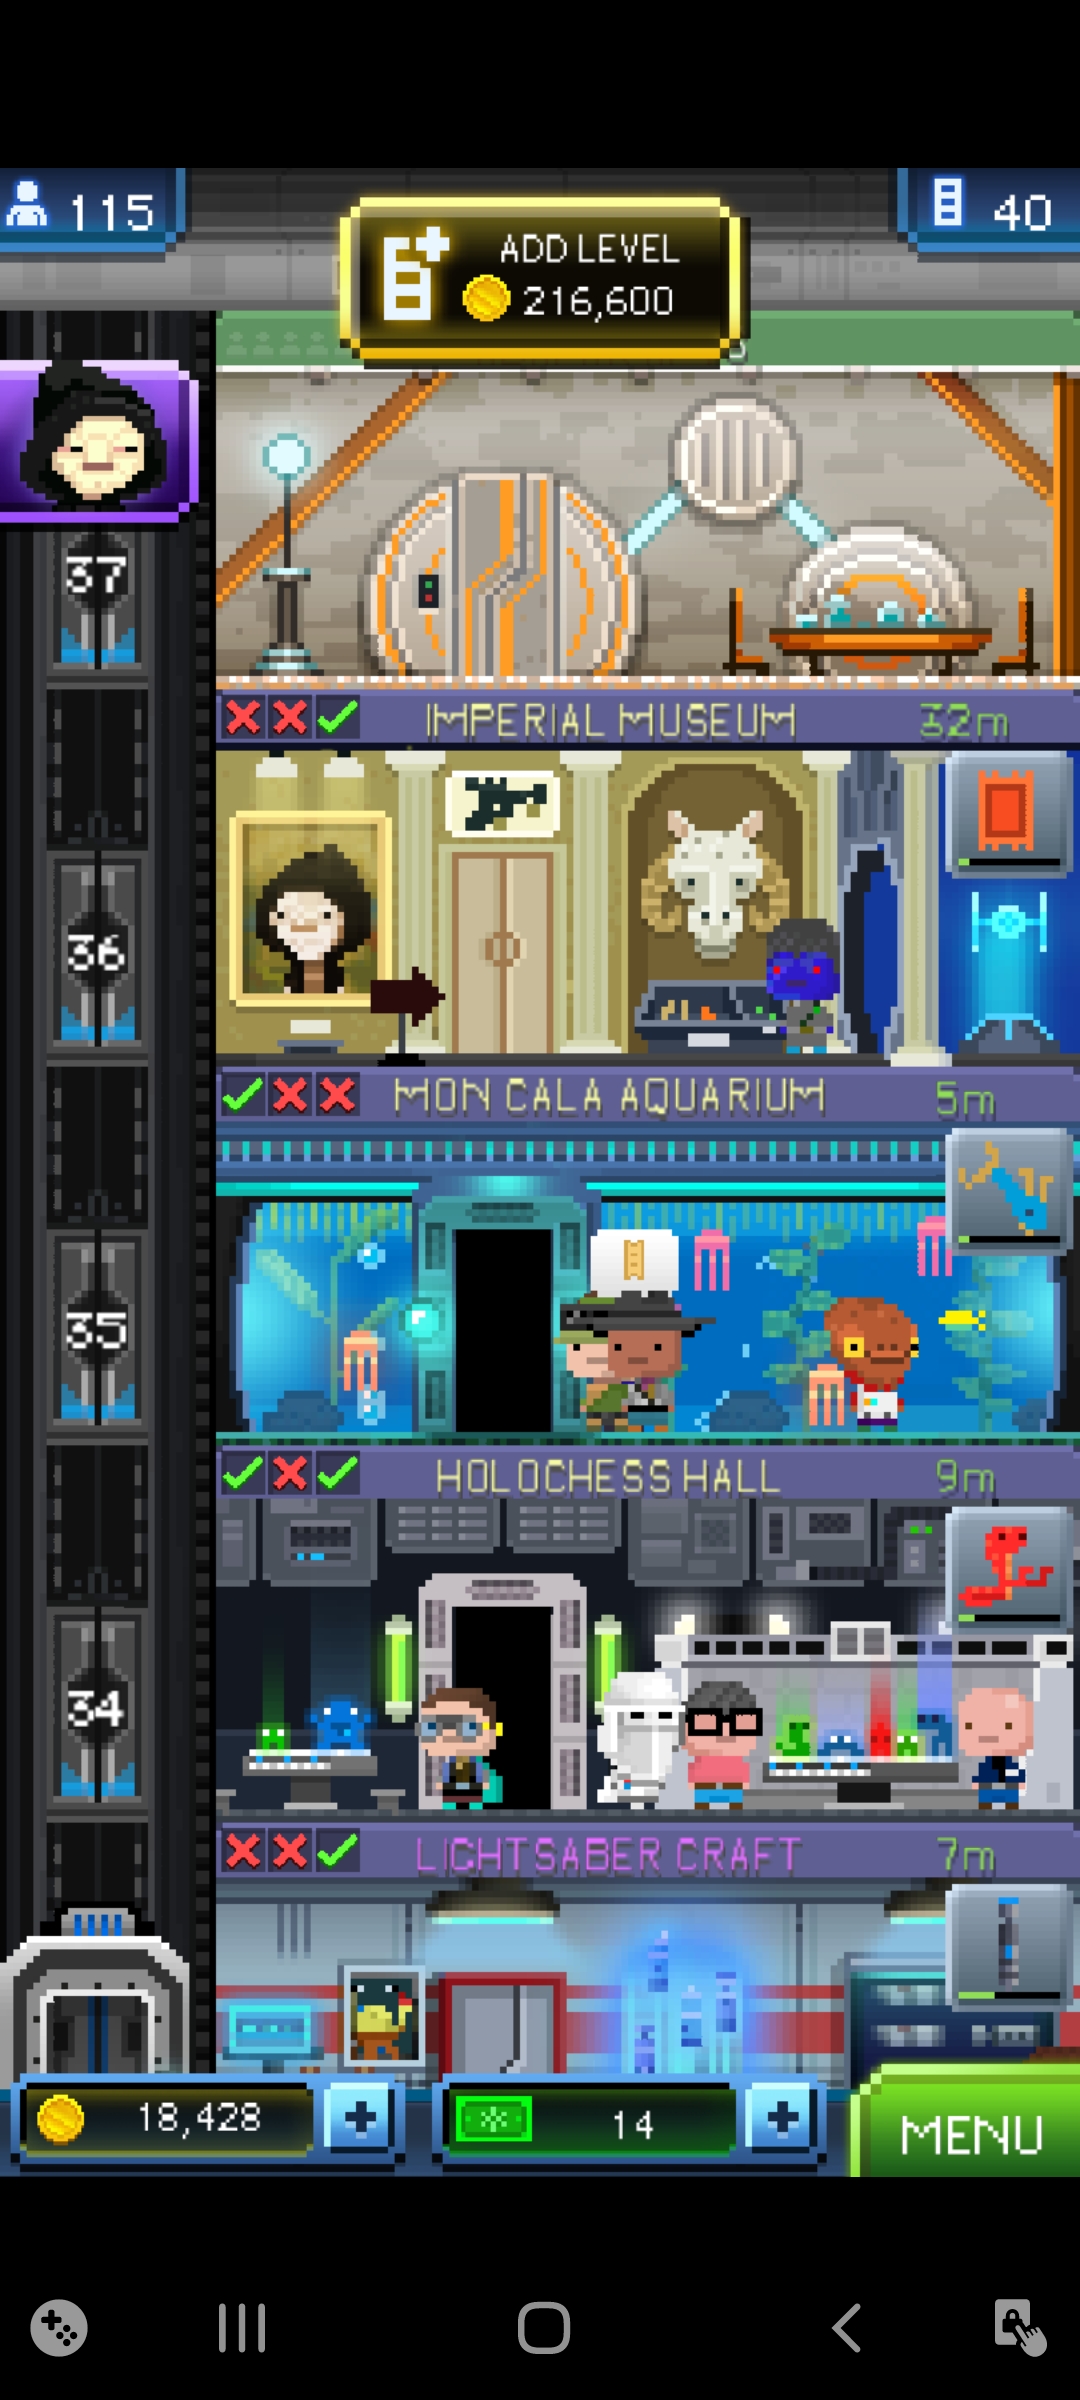 115
ADD LEVEL
216,600
40
37
IMPERIAL MUSEUM 32m
36
MON CALA AQUARIUM 5m
35
HOLOCHESS HALL 9m
34
LIGHTSABER CRAFT 7m
18,428
14
MENU